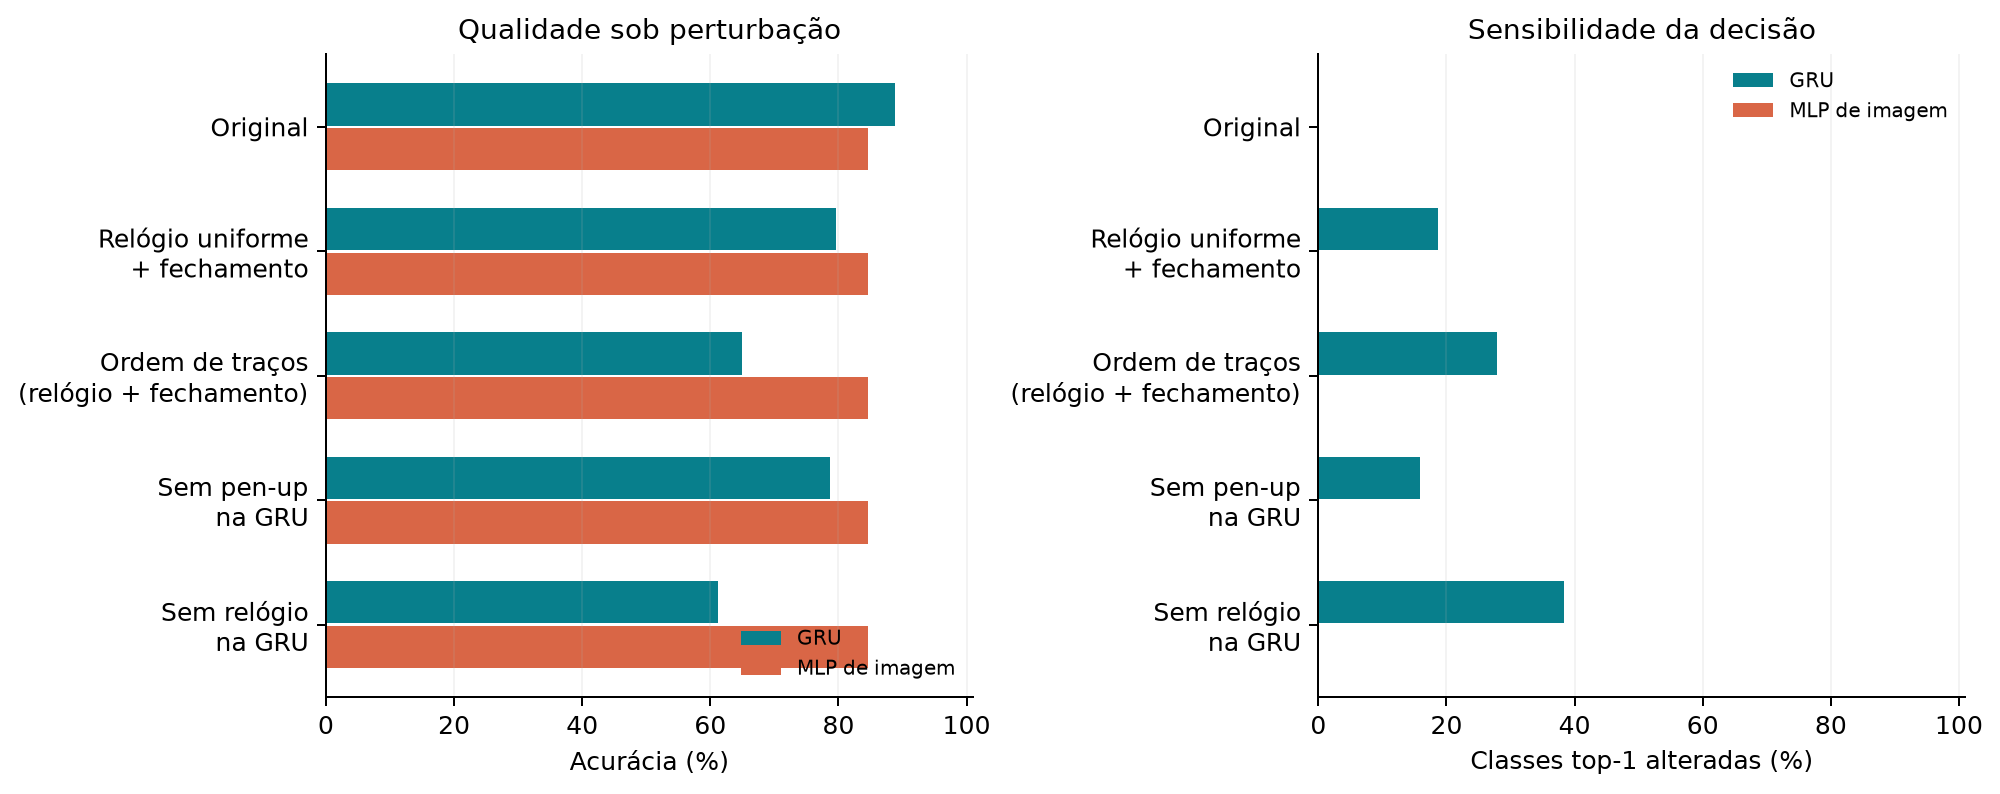 Qualidade sob perturbação
Original
Relógio uniforme
+ fechamento
Ordem de traços
(relógio + fechamento)
Sem pen-up
na GRU
Sem relógio
na GRU
GRU
MLP de imagem
0 20 40 60 80 100
Acurácia (%)
Sensibilidade da decisão
GRU
MLP de imagem
Original
Relógio uniforme
+ fechamento
Ordem de traços
(relógio + fechamento)
Sem pen-up
na GRU
Sem relógio
na GRU
0 20 40 60 80 100
Classes top-1 alteradas (%)